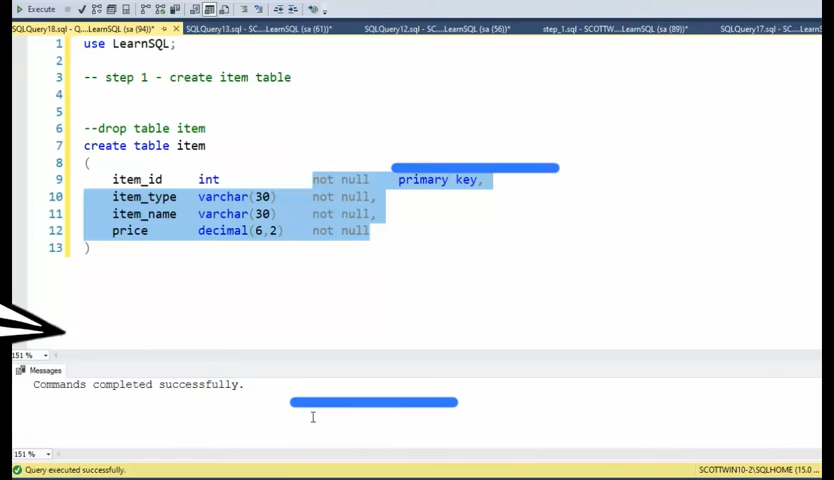 Execute
SQLQuery18.sql - Q....LearnSQL (sa (94))* SQLQuery13.sql - SC....LearnSQL (sa (61))* SQLQuery12.sql - SC....LearnSQL (sa (56))* step_1.sql - SCOTTW....LearnSQL (sa (89))* SQLQuery17.sql - SC....LearnSQL
1 use LearnSQL;
2
3 -- step 1 - create item table
4
5
6 --drop table item
7 create table item
8 (
9 item_id int not null primary key,
10 item_type varchar(30) not null,
11 item_name varchar(30) not null,
12 price decimal(6,2) not null
13 )
151 %
Messages
Commands completed successfully.
151 %
Query executed successfully. SCOTTWIN10-2\SQLHOME (15.0 ...